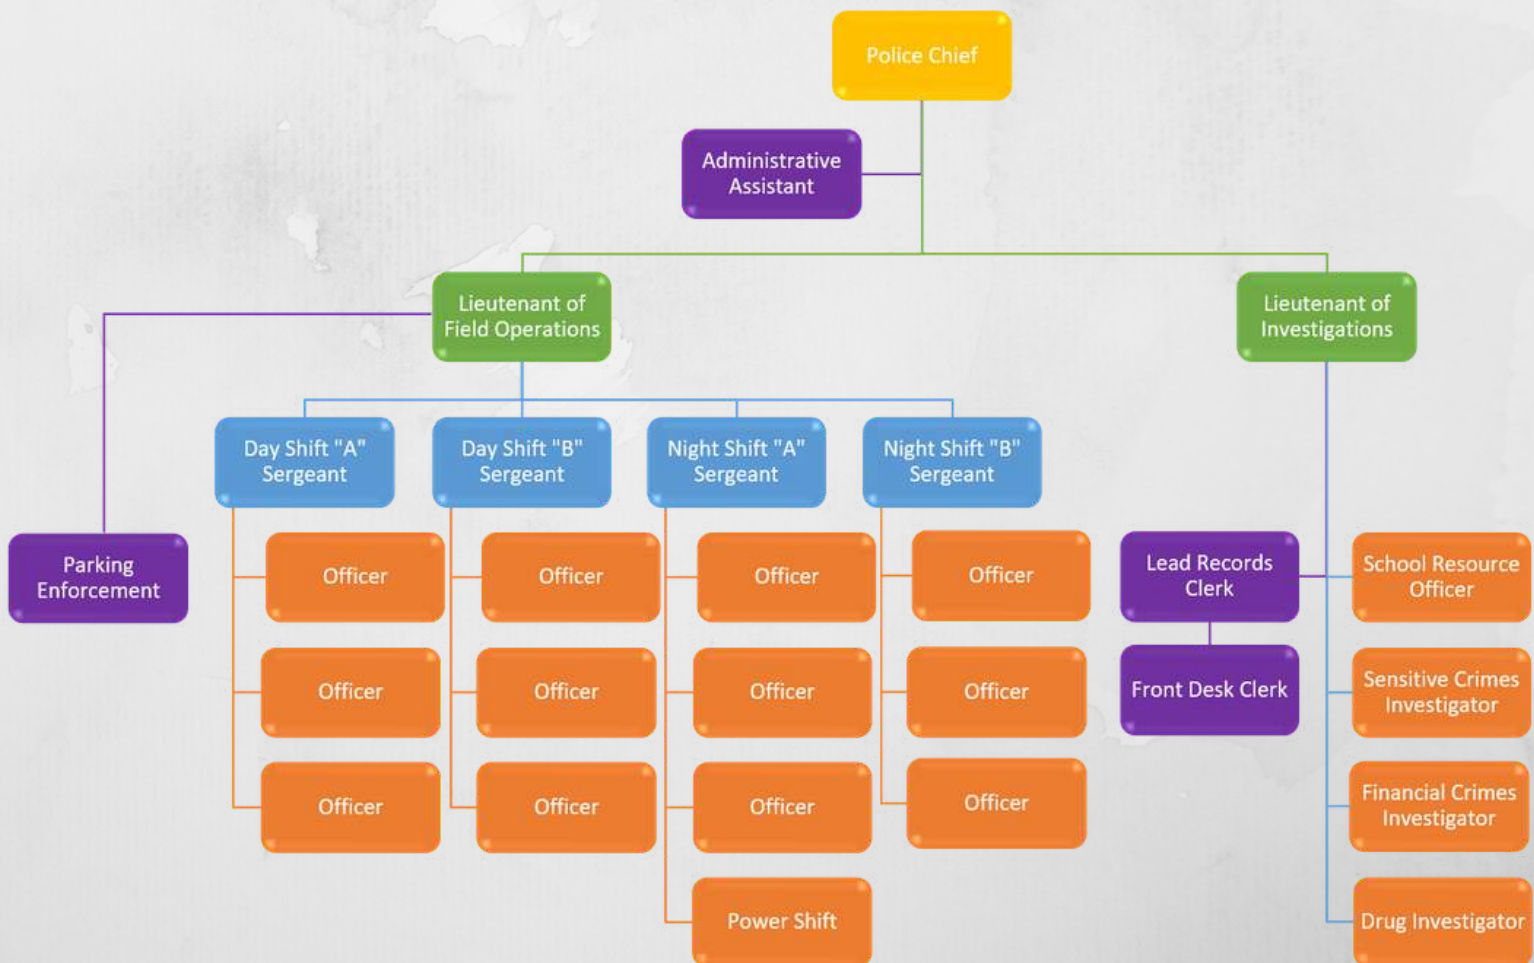 Police Chief
Administrative
Assistant
Lieutenant of
Field Operations
Lieutenant of
Investigations
Day Shift "A"
Sergeant
Day Shift "B"
Sergeant
Night Shift "A"
Sergeant
Night Shift "B"
Sergeant
Parking
Enforcement
Officer
Officer
Officer
Officer
Lead Records
Clerk
School Resource
Officer
Officer
Officer
Officer
Officer
Front Desk Clerk
Sensitive Crimes
Investigator
Officer
Officer
Officer
Officer
Financial Crimes
Investigator
Power Shift
Drug Investigator